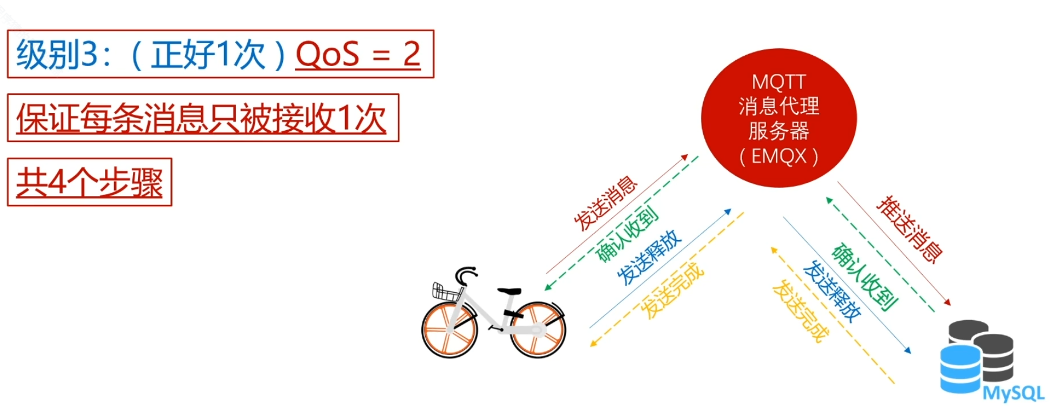 级别3：（正好1次）QoS = 2
保证每条消息只被接收1次
共4个步骤
MQTT
消息代理
服务器
（EMQX）
发送消息
确认收到
发送释放
发送完成
推送消息
确认收到
发送释放
发送完成
MySQL